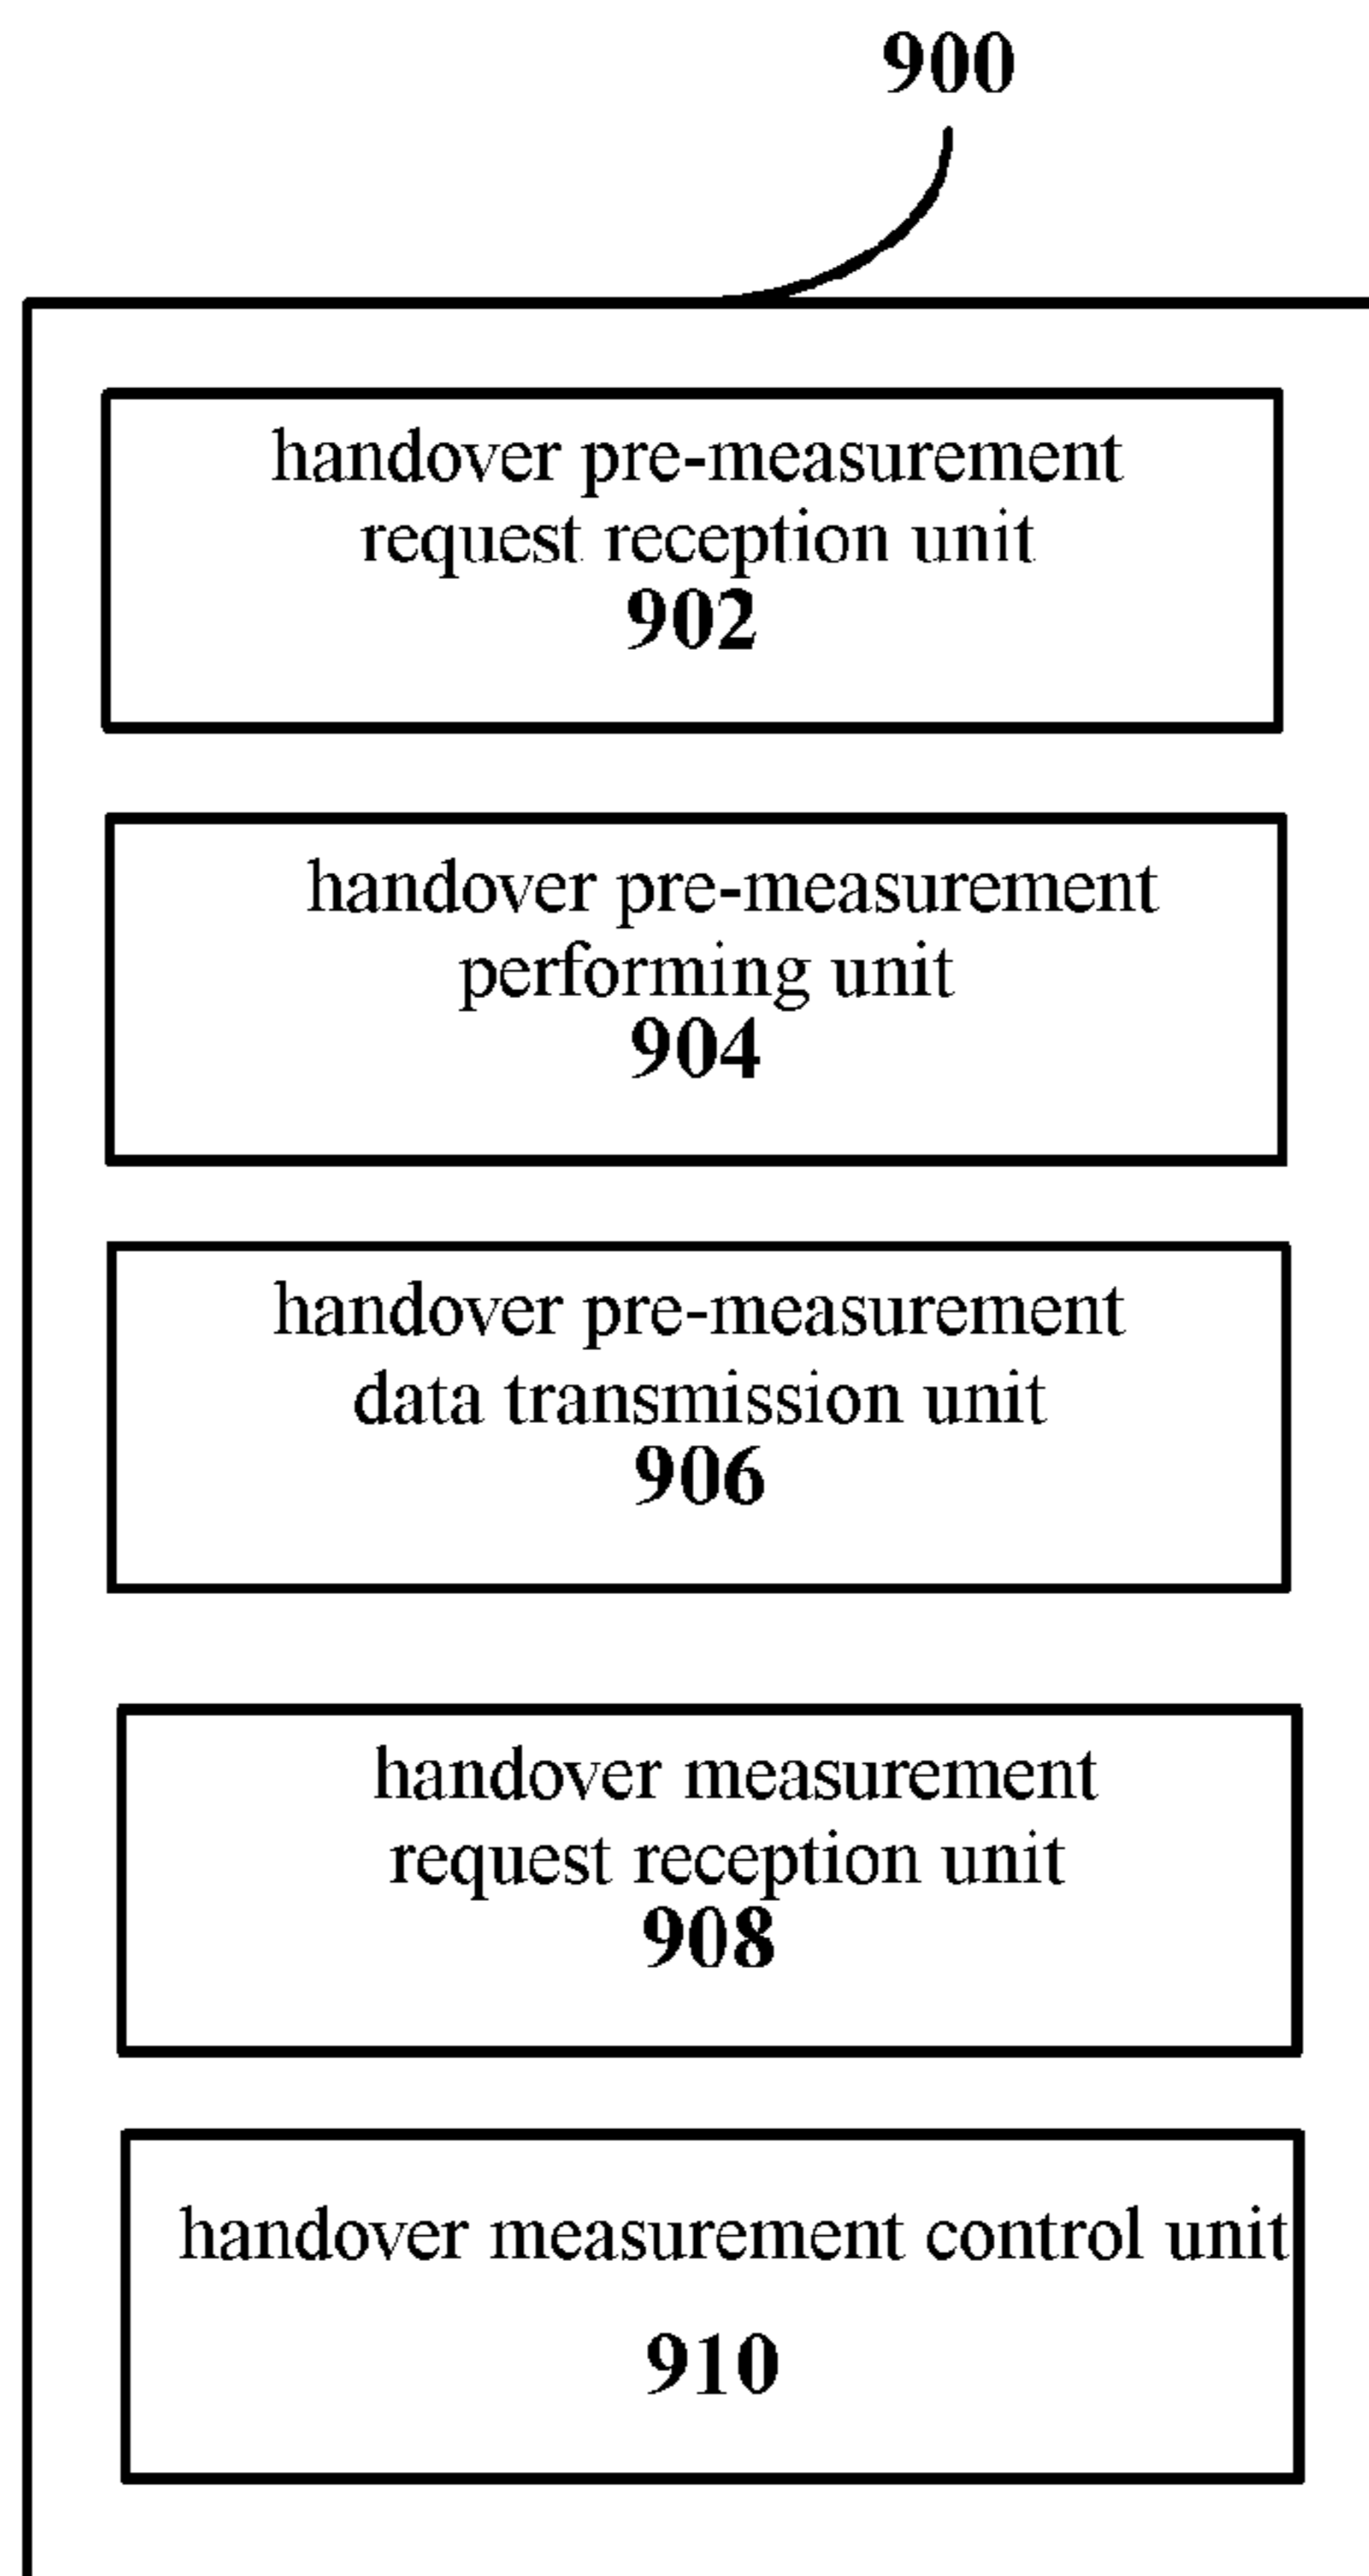 900
handover pre-measurement
request reception unit
902
handover pre-measurement
performing unit
904
handover pre-measurement
data transmission unit
906
handover measurement
request reception unit
908
handover measurement control unit
910